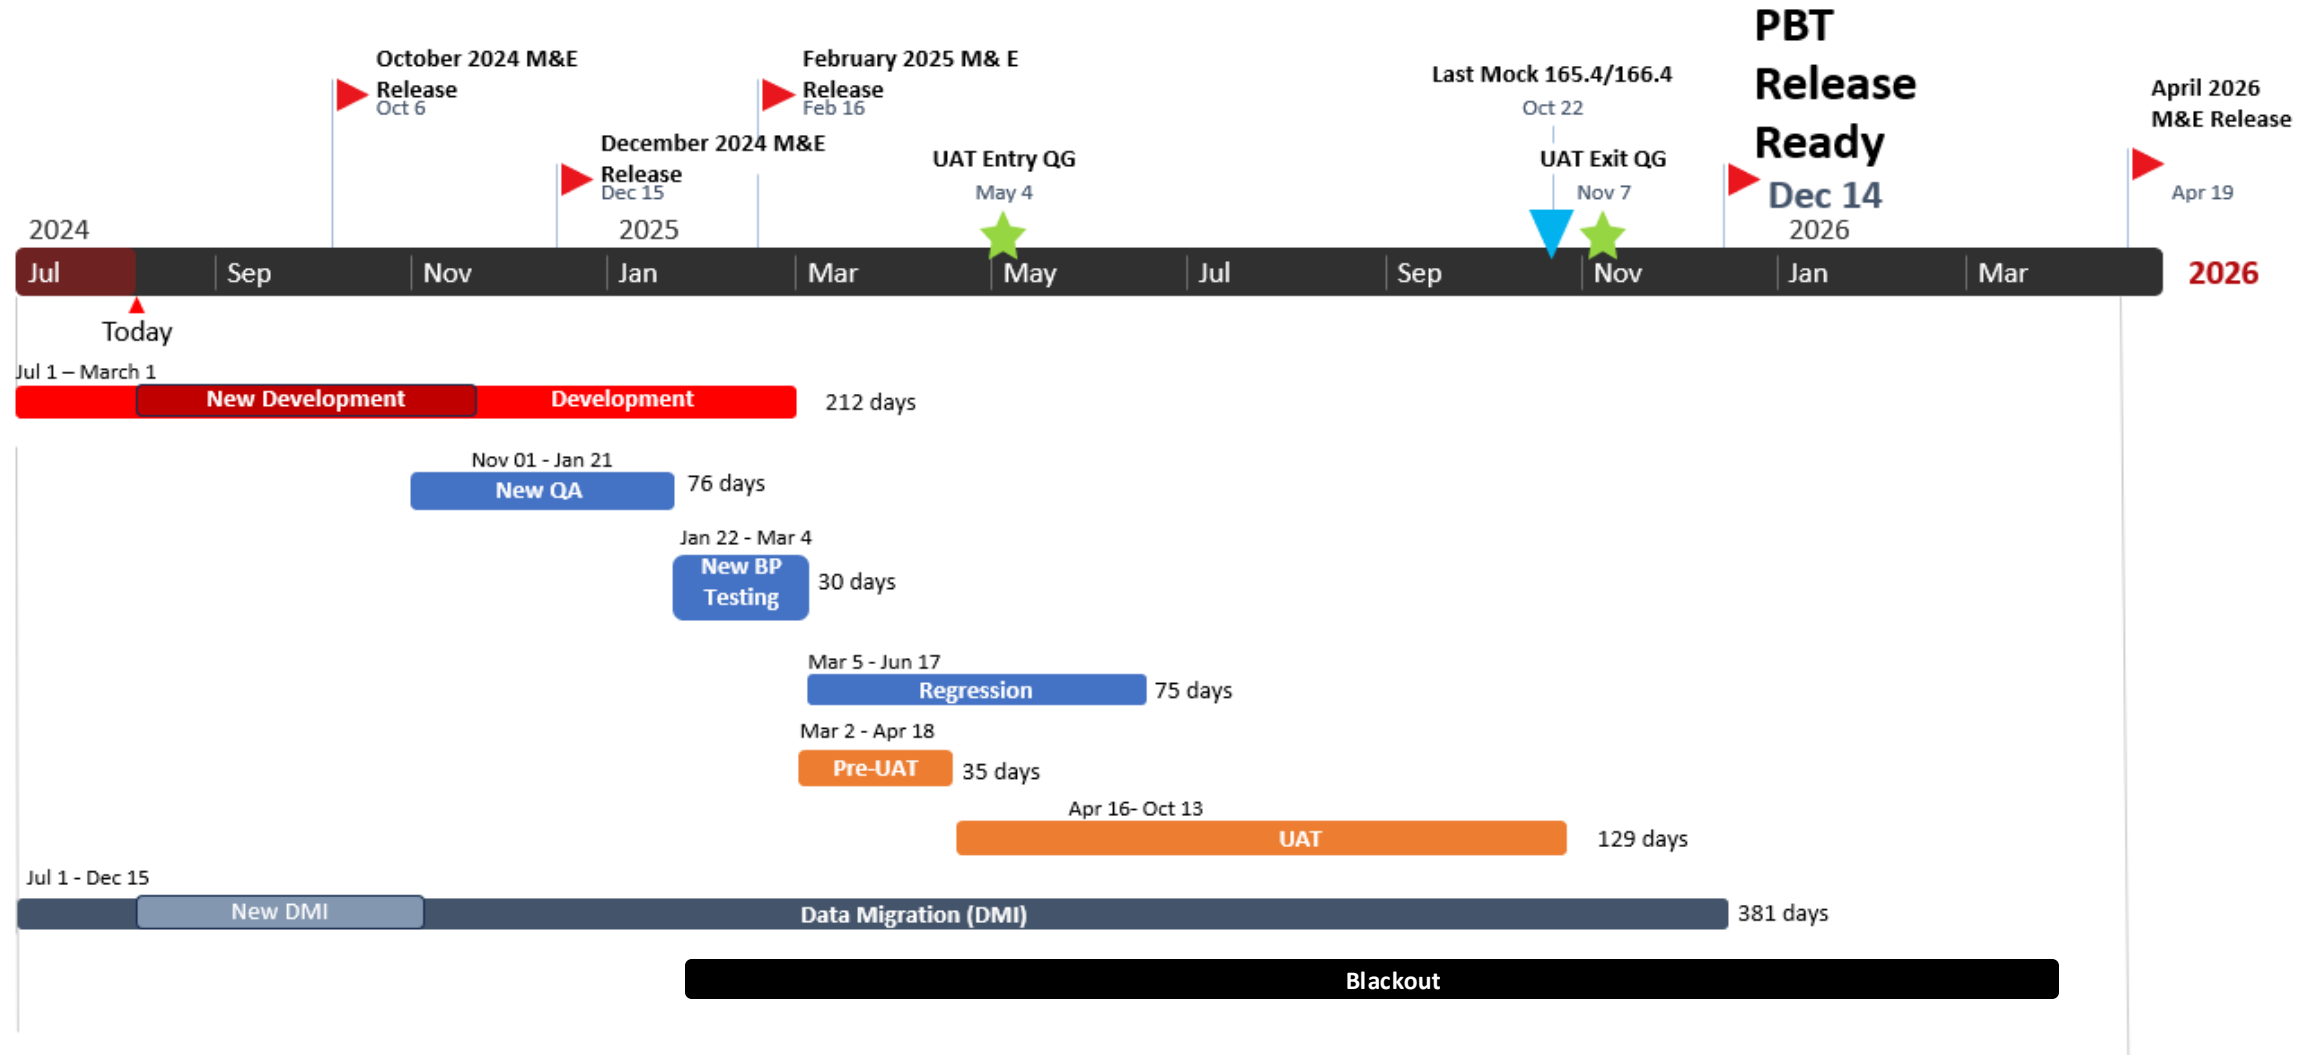 October 2024 M&E
Release
Oct 6
December 2024 M&E
Release
Dec 15
February 2025 M& E
Release
Feb 16
UAT Entry QG
May 4
Last Mock 165.4/166.4
Oct 22
UAT Exit QG
Nov 7
PBT
Release
Ready
Dec 14
April 2026
M&E Release
Apr 19
2024
2025
2026
Jul
Sep
Nov
Jan
Mar
May
Jul
Sep
Nov
Jan
Mar
2026
Today
Jul 1 – March 1
New Development
Development
212 days
Nov 01 - Jan 21
New QA
76 days
Jan 22 - Mar 4
New BP
Testing
30 days
Mar 5 - Jun 17
Regression
75 days
Mar 2 - Apr 18
Pre-UAT
35 days
Apr 16- Oct 13
UAT
129 days
Jul 1 - Dec 15
New DMI
Data Migration (DMI)
381 days
Blackout